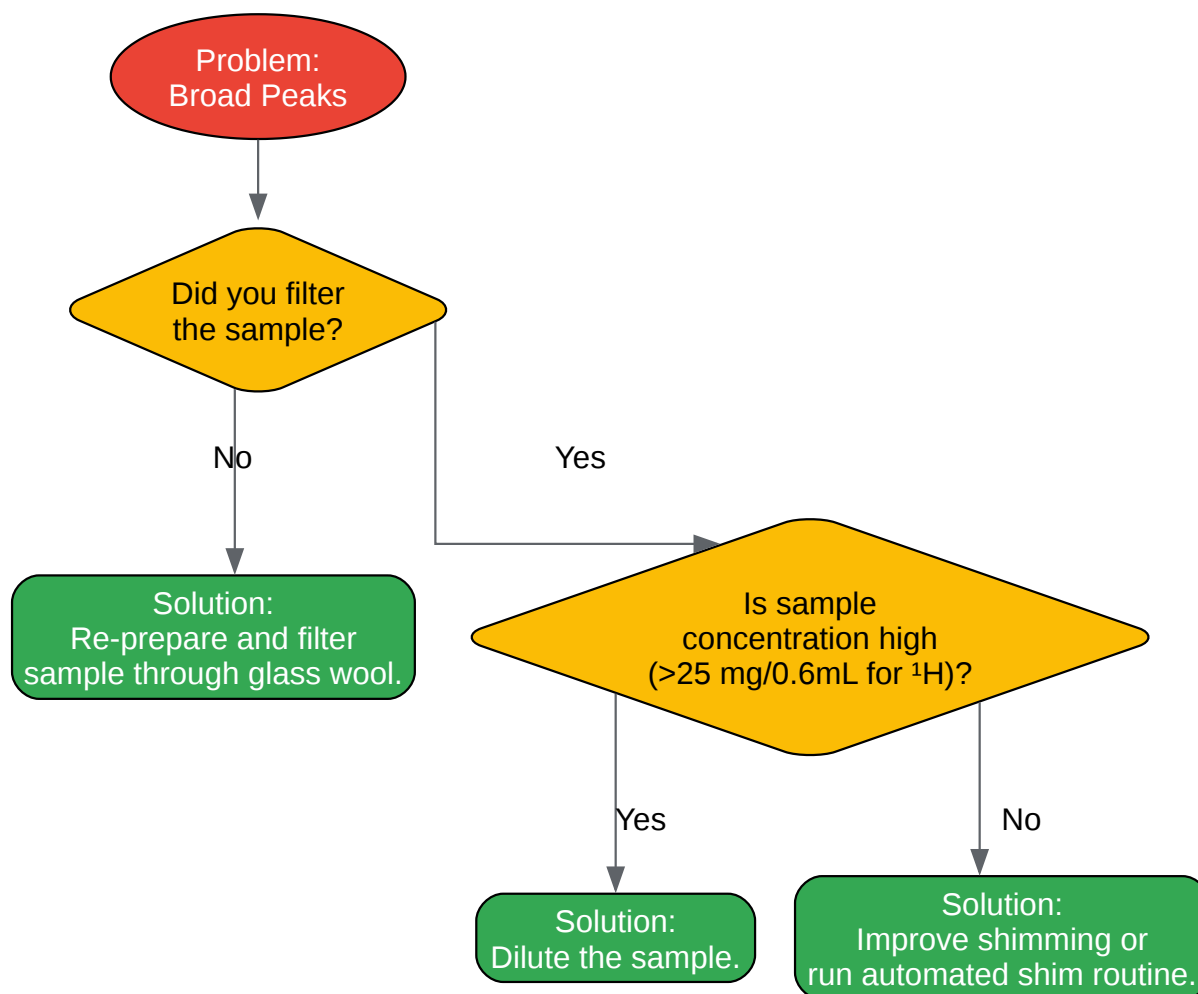 Problem:
Broad Peaks
Did you filter
the sample?
No
Yes
Solution:
Re-prepare and filter
sample through glass wool.
Is sample
concentration high
(>25 mg/0.6mL for ¹H)?
Yes
No
Solution:
Dilute the sample.
Solution:
Improve shimming or
run automated shim routine.